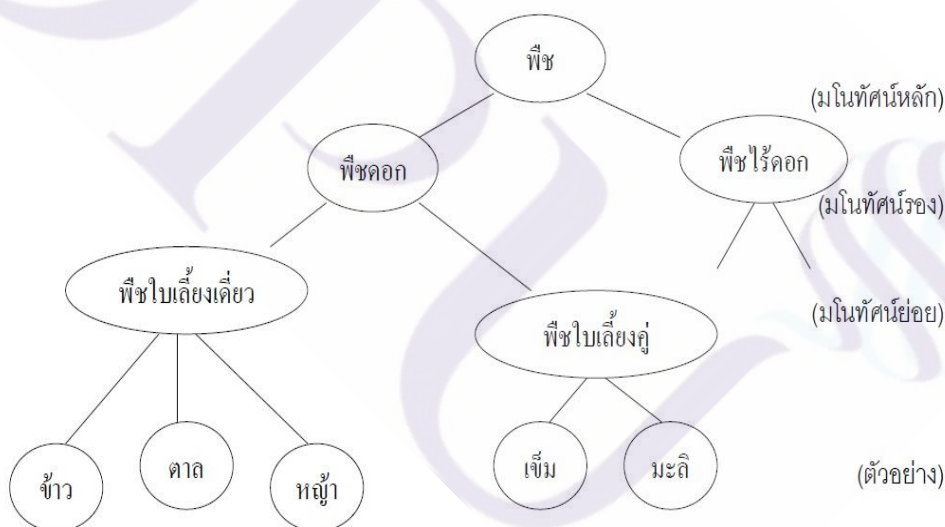 พืช
(มโนทัศน์หลัก)
พืชดอก
พืชไร้ดอก
(มโนทัศน์รอง)
พืชใบเลี้ยงเดี่ยว
พืชใบเลี้ยงคู่
(มโนทัศน์ย่อย)
ข้าว
ตาล
หญ้า
เข็ม
มะลิ
(ตัวอย่าง)